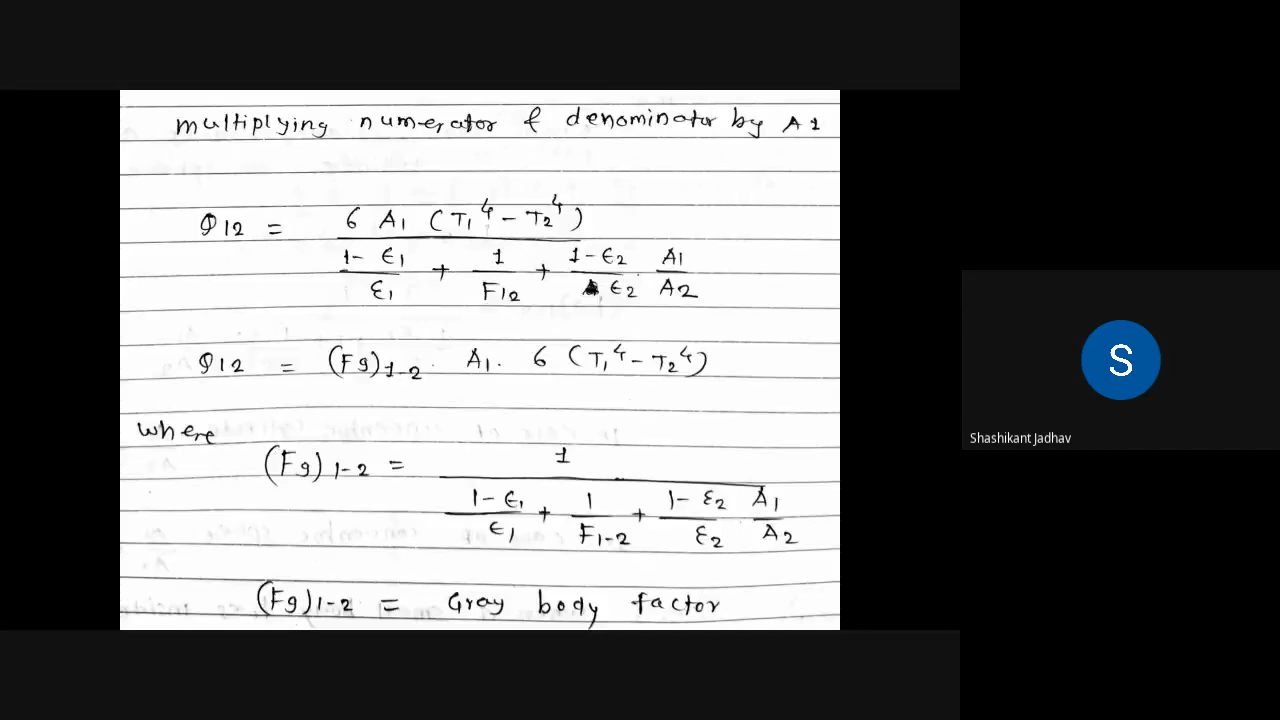 multiplying numerator & denominator by A1
Q12 = 6 A1 (T1^4 - T2^4) / (1-ϵ1/ε1 + 1/F12 + 1-ϵ2/ϵ2 · A1/A2)
Q12 = (Fg)1-2 · A1 · 6 (T1^4 - T2^4)
where
(Fg)1-2 = 1 / (1-ϵ1/ϵ1 + 1/F1-2 + 1-ε2/ε2 A1/A2)
(Fg)1-2 = Gray body factor
S
Shashikant Jadhav